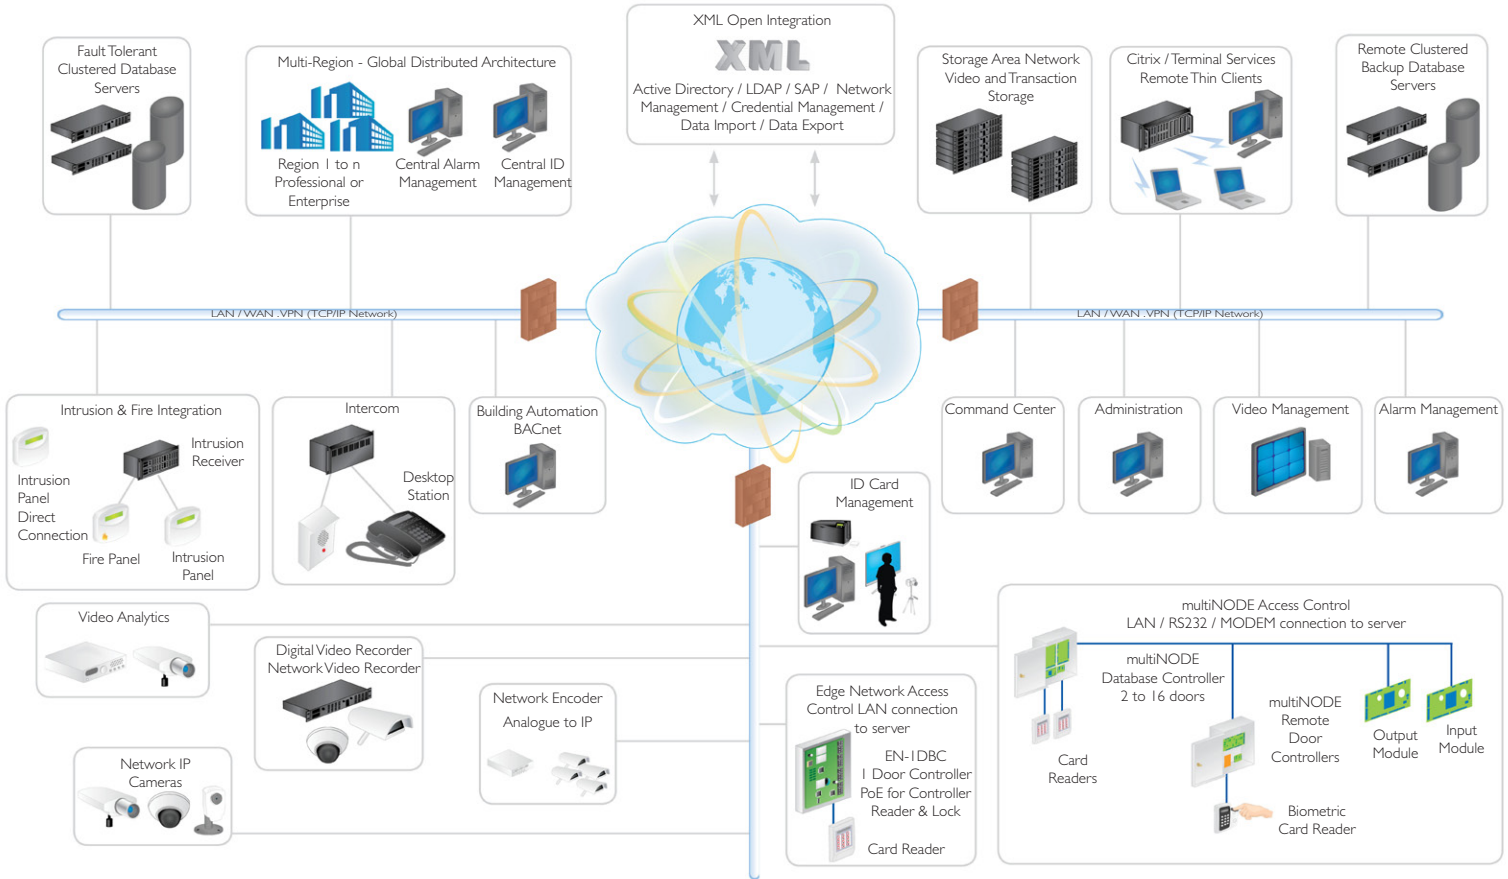 XML Open Integration
XML
Active Directory / LDAP / SAP / Network
Management / Credential Management /
Data Import / Data Export
Fault Tolerant
Clustered Database
Servers
Multi-Region - Global Distributed Architecture
Region 1 to n
Professional or
Enterprise
Central Alarm
Management
Central ID
Management
Storage Area Network
Video and Transaction
Storage
Citrix / Terminal Services
Remote Thin Clients
Remote Clustered
Backup Database
Servers
LAN / WAN .VPN (TCP/IP Network)
LAN / WAN .VPN (TCP/IP Network)
Intrusion & Fire Integration
Intrusion
Receiver
Intrusion
Panel
Direct
Connection
Fire Panel
Intrusion
Panel
Intercom
Desktop
Station
Building Automation
BACnet
Command Center
Administration
Video Management
Alarm Management
ID Card
Management
Video Analytics
Digital Video Recorder
Network Video Recorder
Network Encoder
Analogue to IP
Network IP
Cameras
Edge Network Access
Control LAN connection
to server
EN-1DBC
1 Door Controller
PoE for Controller
Reader & Lock
Card Reader
multiNODE Access Control
LAN / RS232 / MODEM connection to server
multiNODE
Database Controller
2 to 16 doors
Card
Readers
multiNODE
Remote
Door
Controllers
Biometric
Card Reader
Output
Module
Input
Module